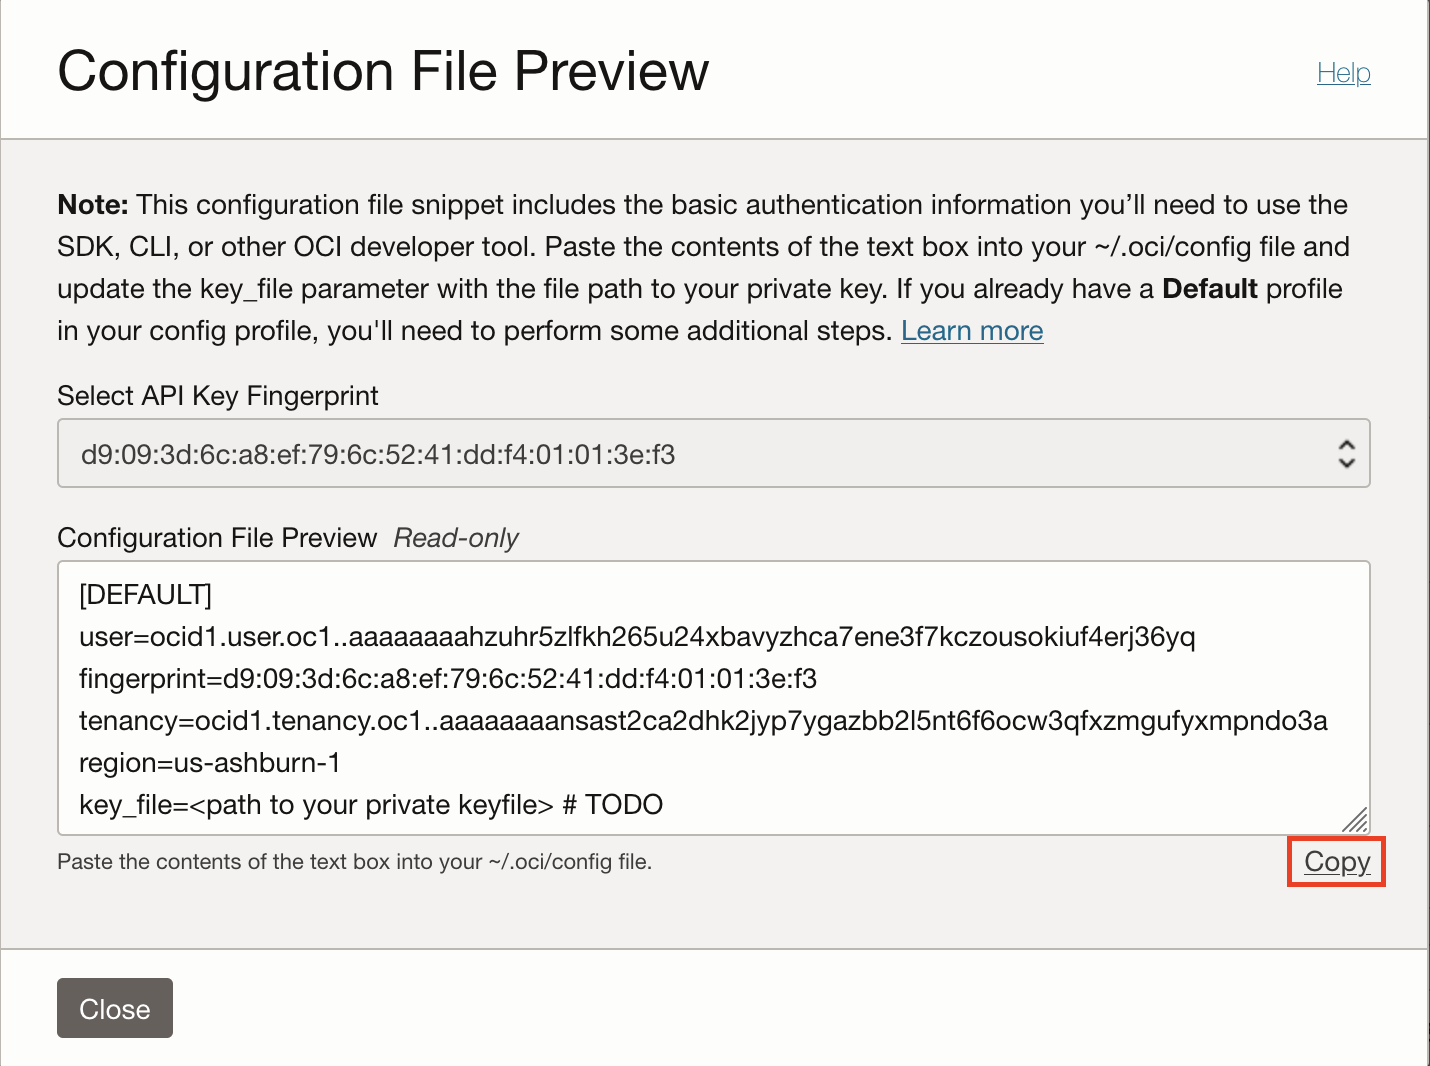 Configuration File Preview
Help
Note: This configuration file snippet includes the basic authentication information you’ll need to use the
SDK, CLI, or other OCI developer tool. Paste the contents of the text box into your ~/.oci/config file and
update the key_file parameter with the file path to your private key. If you already have a Default profile
in your config profile, you'll need to perform some additional steps. Learn more
Select API Key Fingerprint
d9:09:3d:6c:a8:ef:79:6c:52:41:dd:f4:01:01:3e:f3
Configuration File Preview Read-only
[DEFAULT]
user=ocid1.user.oc1..aaaaaaaahzuhr5zlfkh265u24xbavyzhca7ene3f7kczousokiuf4erj36yq
fingerprint=d9:09:3d:6c:a8:ef:79:6c:52:41:dd:f4:01:01:3e:f3
tenancy=ocid1.tenancy.oc1..aaaaaaaansast2ca2dhk2jyp7ygazbb2l5nt6f6ocw3qfxzmgufyxmpndo3a
region=us-ashburn-1
key_file=<path to your private keyfile> # TODO
Paste the contents of the text box into your ~/.oci/config file.
Copy
Close